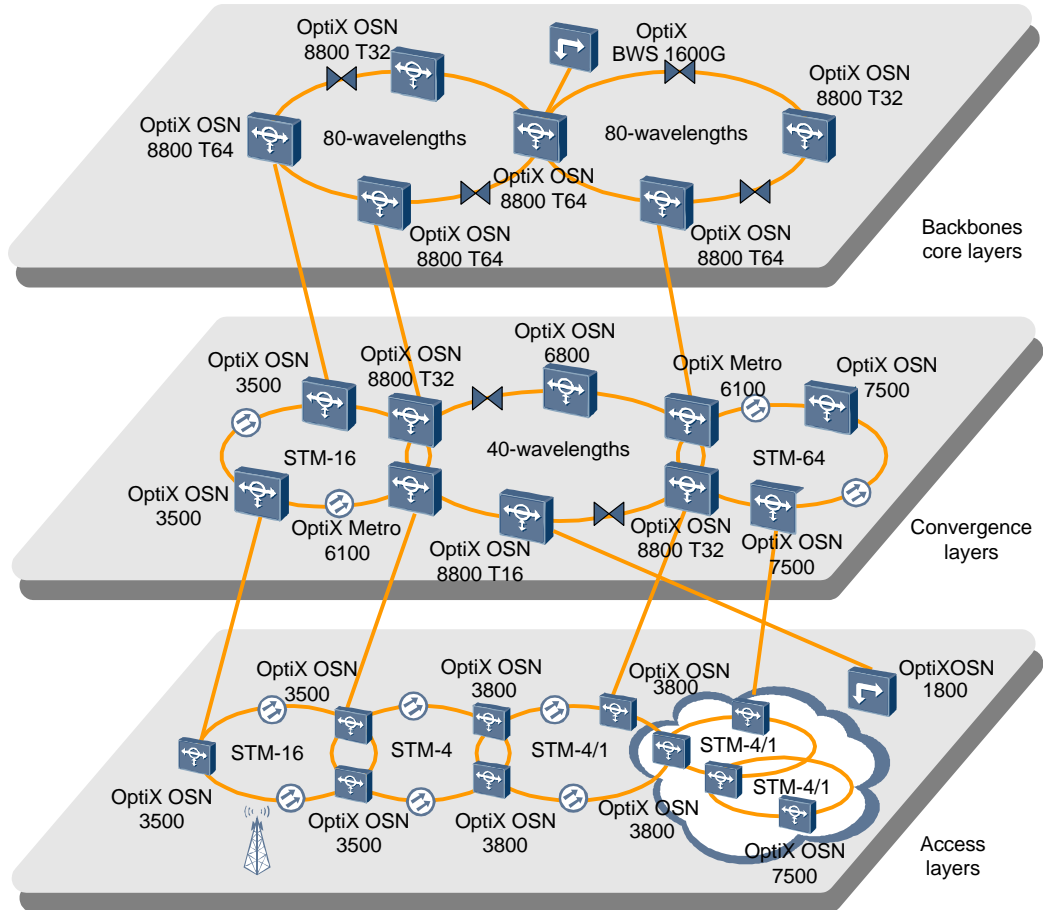 OptiX OSN
8800 T32
OptiX
BWS 1600G
OptiX OSN
8800 T32
OptiX OSN
8800 T64
80-wavelengths
80-wavelengths
OptiX OSN
8800 T64
OptiX OSN
8800 T64
OptiX OSN
8800 T64
Backbones
core layers
OptiX OSN
3500
OptiX OSN
8800 T32
OptiX OSN
6800
OptiX Metro
6100
OptiX OSN
7500
STM-16
40-wavelengths
STM-64
OptiX OSN
3500
OptiX Metro
6100
OptiX OSN
8800 T16
OptiX OSN
8800 T32
OptiX OSN
7500
Convergence
layers
OptiX OSN
3500
OptiX OSN
3800
OptiX OSN
3800
OptiXOSN
1800
STM-16
STM-4
STM-4/1
STM-4/1
STM-4/1
OptiX OSN
3500
OptiX OSN
3500
OptiX OSN
3800
OptiX OSN
3800
OptiX OSN
7500
Access
layers